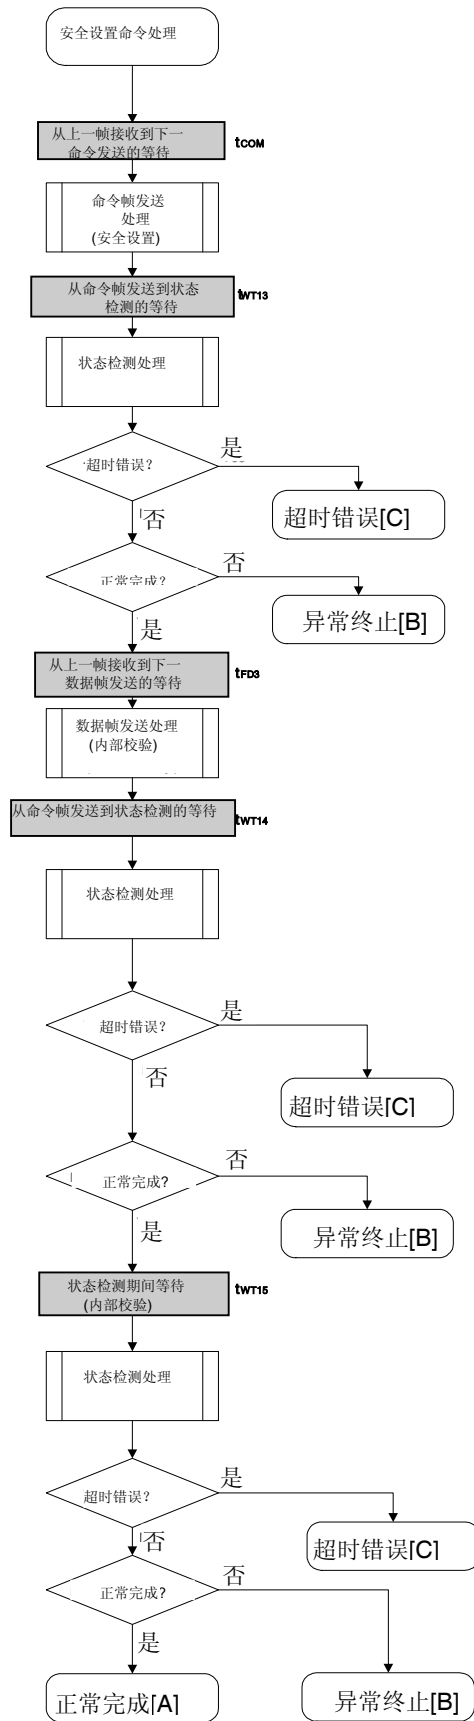 安全设置命令处理
从上一帧接收到下一
命令发送的等待
tCOM
命令帧发送
处理
(安全设置)
从命令帧发送到状态
检测的等待
tWT13
状态检测处理
超时错误?
是
超时错误[C]
否
正常完成?
否
异常终止[B]
是
从上一帧接收到下一
数据帧发送的等待
tFD3
数据帧发送处理
(内部校验)
从命令帧发送到状态检测的等待
tWT14
状态检测处理
超时错误?
是
超时错误[C]
否
正常完成?
否
异常终止[B]
是
状态检测期间等待
(内部校验)
tWT15
状态检测处理
超时错误?
是
超时错误[C]
否
正常完成?
否
异常终止[B]
是
正常完成[A]